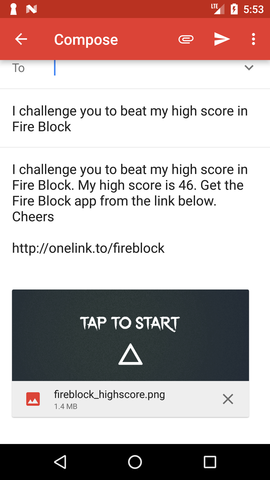 5:53
Compose
To
I challenge you to beat my high score in
Fire Block
I challenge you to beat my high score in
Fire Block. My high score is 46. Get the
Fire Block app from the link below.
Cheers
http://onelink.to/fireblock
TAP TO START
fireblock_highscore.png
1.4 MB